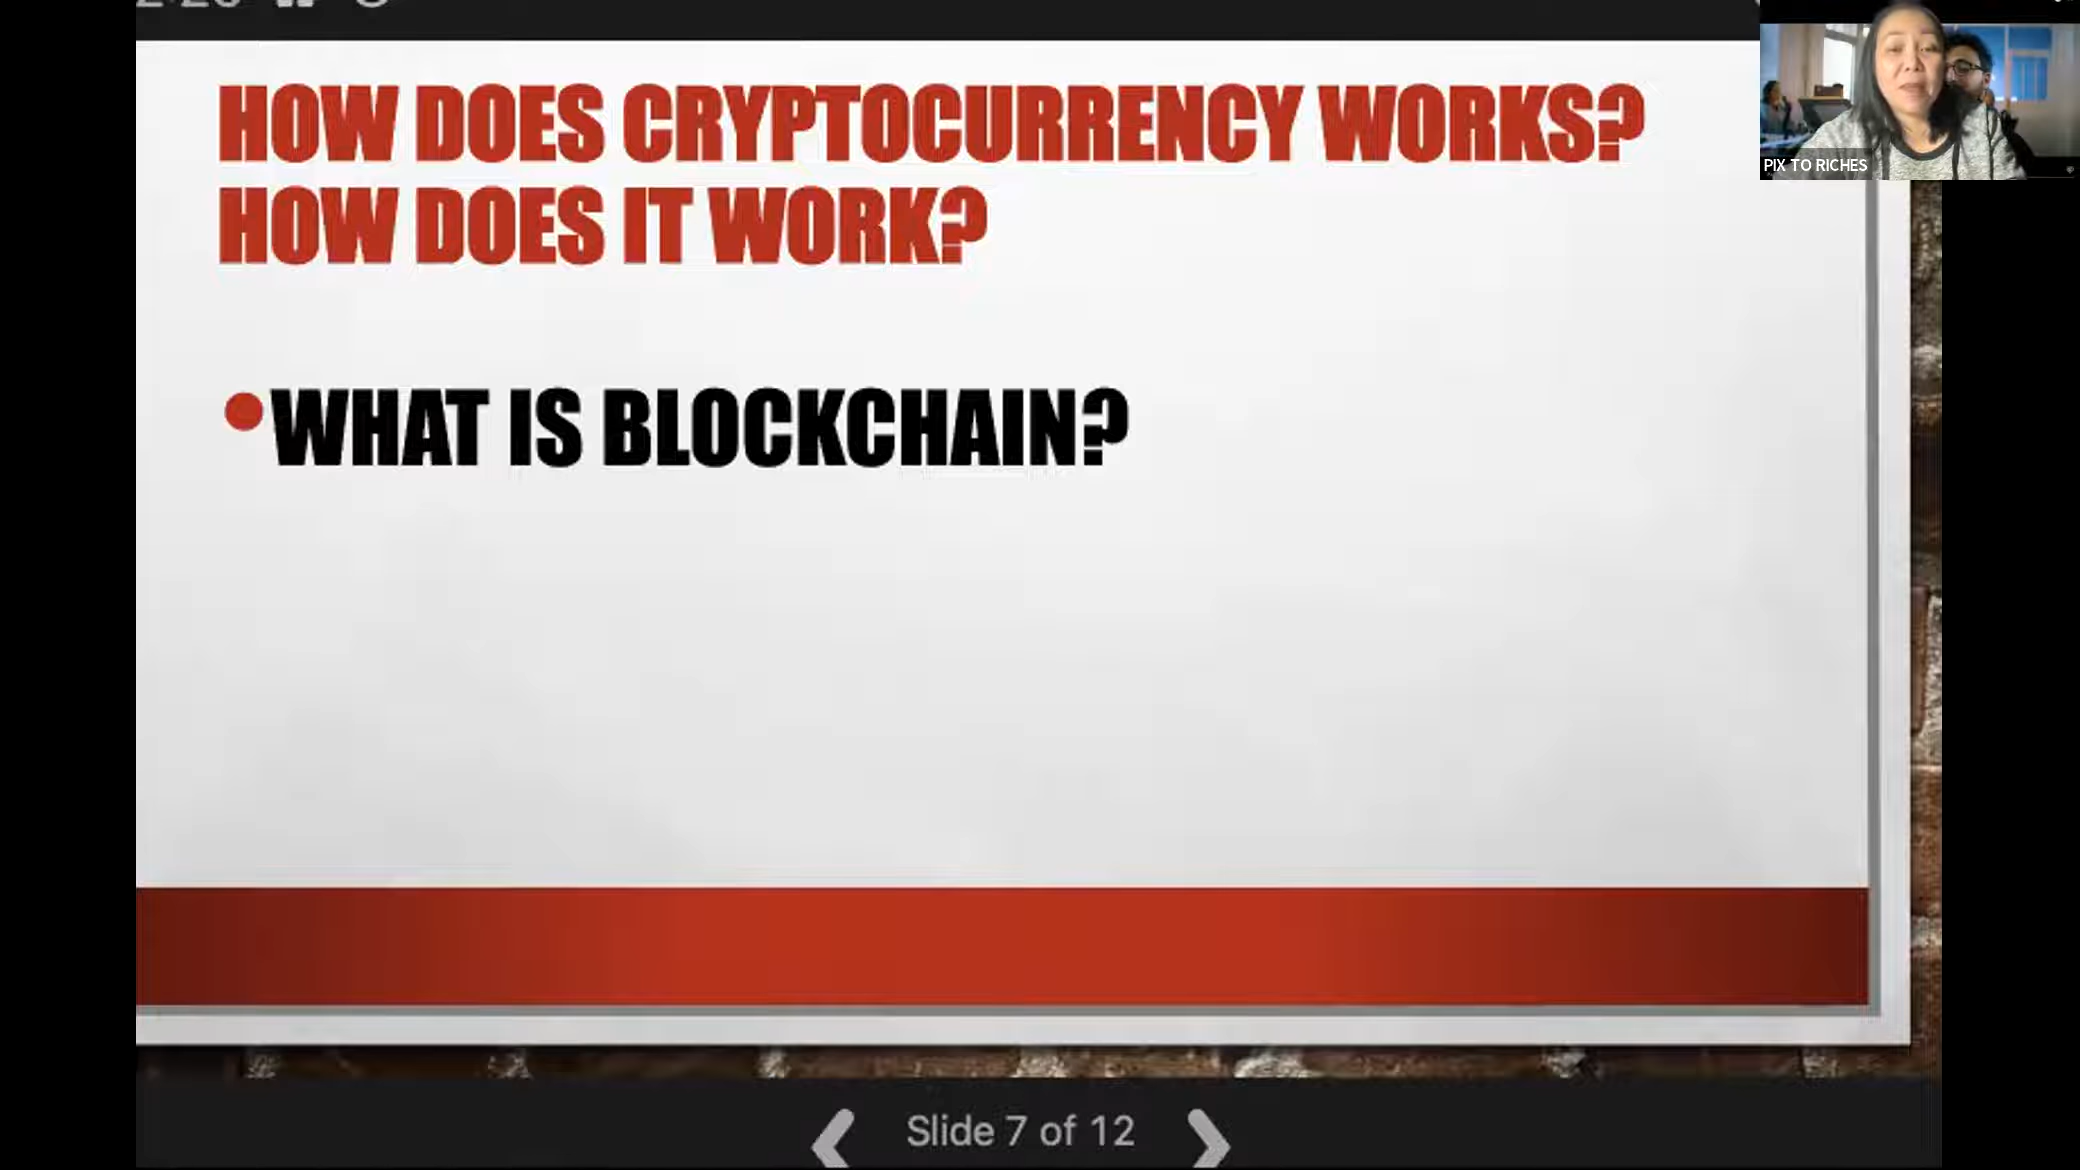 HOW DOES CRYPTOCURRENCY WORKS?
HOW DOES IT WORK?
•WHAT IS BLOCKCHAIN?
PIX TO RICHES
Slide 7 of 12